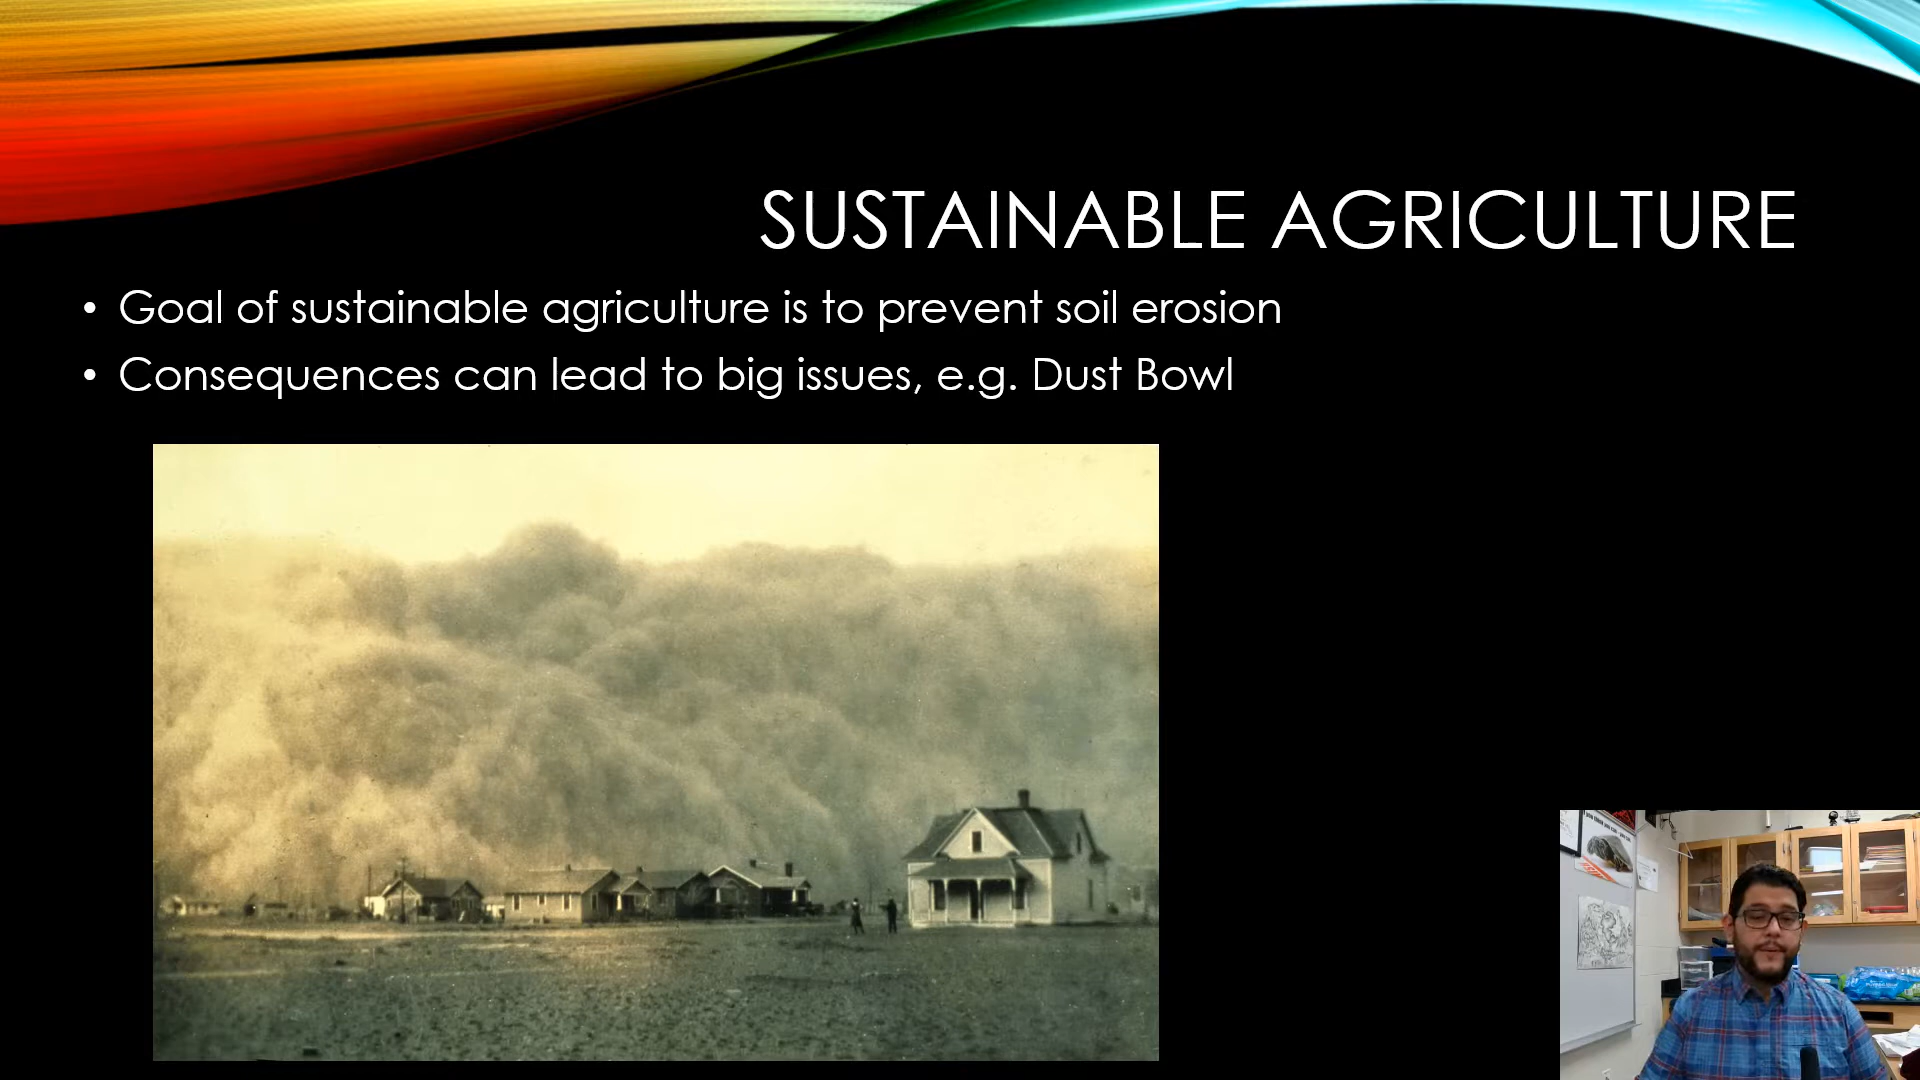 SUSTAINABLE AGRICULTURE
• Goal of sustainable agriculture is to prevent soil erosion
• Consequences can lead to big issues, e.g. Dust Bowl